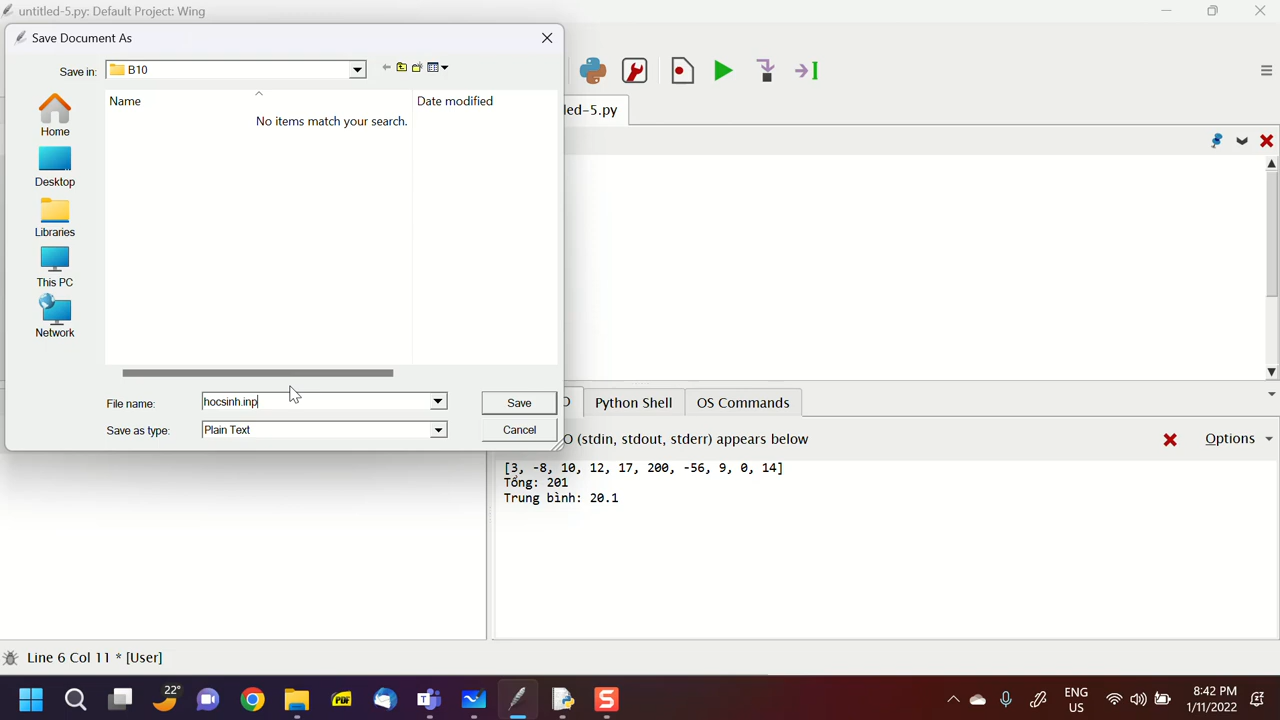 untitled-5.py: Default Project: Wing
Save Document As
Save in:
B10
Name
Date modified
No items match your search.
Home
Desktop
Libraries
This PC
Network
File name:
hocsinh.inp
Save
Save as type:
Plain Text
Cancel
led-5.py
O
Python Shell
OS Commands
O (stdin, stdout, stderr) appears below
Options
[3, -8, 10, 12, 17, 200, -56, 9, 0, 14]
Tổng: 201
Trung bình: 20.1
Line 6 Col 11 * [User]
22°
PDF
T
S
ENG
US
8:42 PM
1/11/2022